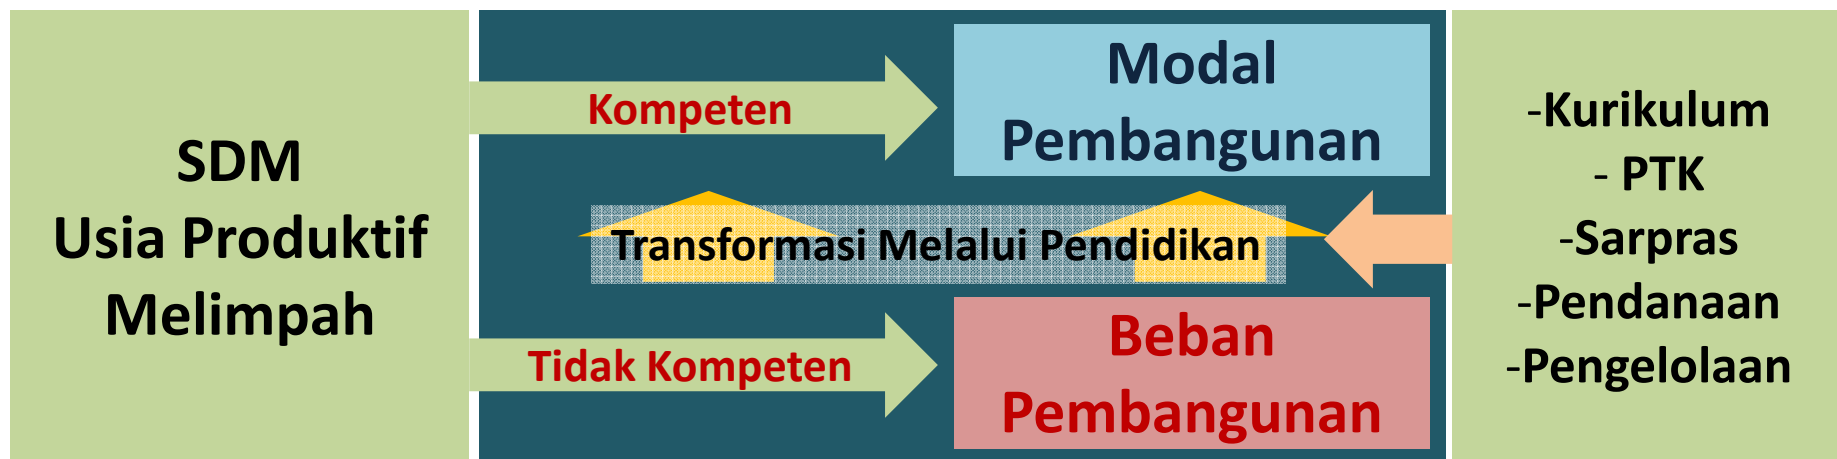 SDM
Usia Produktif
Melimpah
Kompeten
Modal
Pembangunan
Transformasi Melalui Pendidikan
Tidak Kompeten
Beban
Pembangunan
-Kurikulum
- PTK
-Sarpras
-Pendanaan
-Pengelolaan